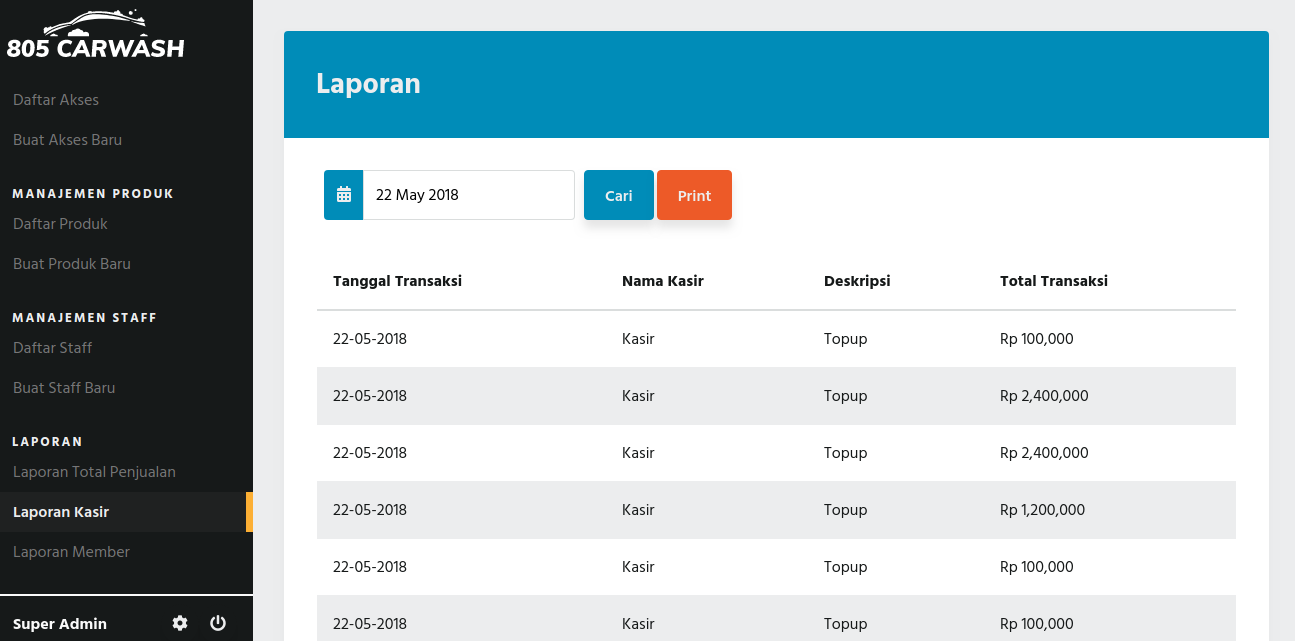 805 CARWASH
Daftar Akses
Buat Akses Baru
MANAJEMEN PRODUK
Daftar Produk
Buat Produk Baru
MANAJEMEN STAFF
Daftar Staff
Buat Staff Baru
LAPORAN
Laporan Total Penjualan
Laporan Kasir
Laporan Member
Super Admin
Laporan
22 May 2018 Cari Print
Tanggal Transaksi Nama Kasir Deskripsi Total Transaksi
22-05-2018 Kasir Topup Rp 100,000
22-05-2018 Kasir Topup Rp 2,400,000
22-05-2018 Kasir Topup Rp 2,400,000
22-05-2018 Kasir Topup Rp 1,200,000
22-05-2018 Kasir Topup Rp 100,000
22-05-2018 Kasir Topup Rp 100,000